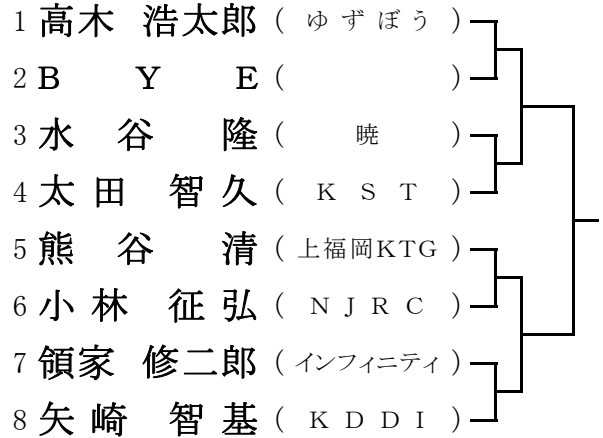 1 高木 浩太郎 ( ゆずぼう )
2 B Y E ( )
3 水谷 隆 ( 暁 )
4 太田 智久 ( K S T )
5 熊谷 清 ( 上福岡KTG )
6 小林 征弘 ( N J R C )
7 領家 修二郎 ( インフィニティ )
8 矢崎 智基 ( K D D I )